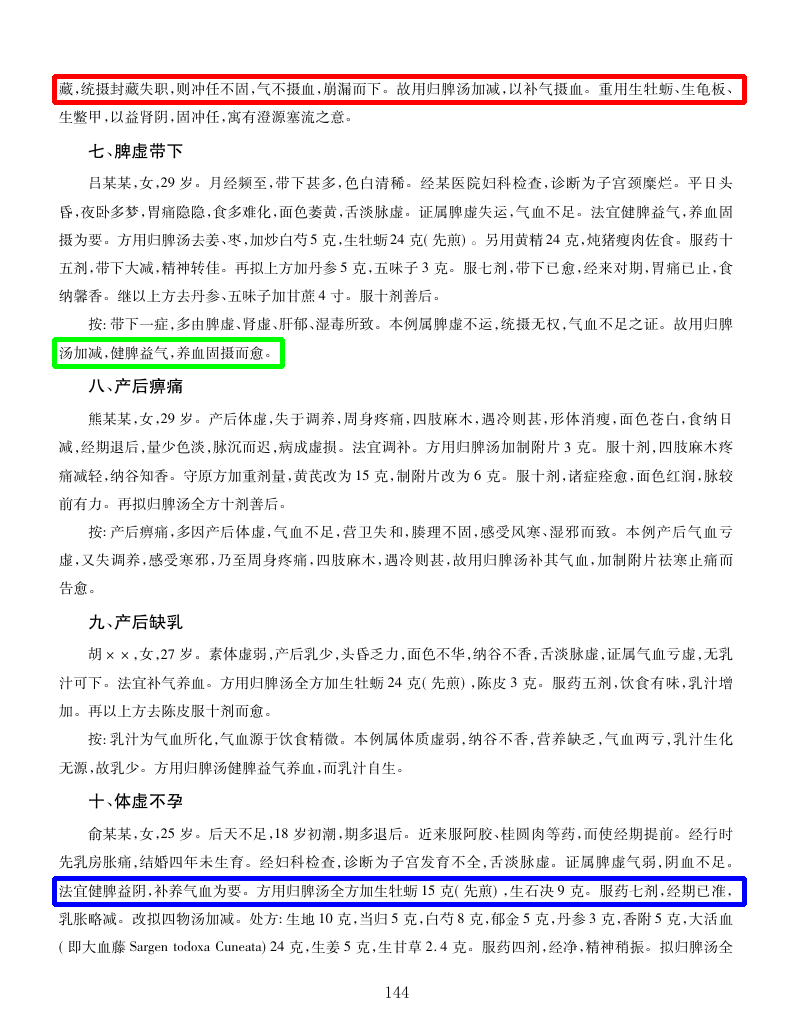 藏,统摄封藏失职,则冲任不固,气不摄血,崩漏而下。故用归脾汤加减,以补气摄血。重用生牡蛎、生龟板、
生鳖甲,以益肾阴,固冲任,寓有澄源塞流之意。
七、脾虚带下
吕某某,女,29 岁。月经频至,带下甚多,色白清稀。经某医院妇科检查,诊断为子宫颈糜烂。平日头
昏,夜卧多梦,胃痛隐隐,食多难化,面色萎黄,舌淡脉虚。证属脾虚失运,气血不足。法宜健脾益气,养血固
摄为要。方用归脾汤去姜、枣,加炒白芍 5 克,生牡蛎 24 克( 先煎) 。另用黄精 24 克,炖猪瘦肉佐食。服药十
五剂,带下大减,精神转佳。再拟上方加丹参 5 克,五味子 3 克。服七剂,带下已愈,经来对期,胃痛已止,食
纳馨香。继以上方去丹参、五味子加甘蔗 4 寸。服十剂善后。
按: 带下一症,多由脾虚、肾虚、肝郁、湿毒所致。本例属脾虚不运,统摄无权,气血不足之证。故用归脾
汤加减,健脾益气,养血固摄而愈。
八、产后痹痛
熊某某,女,29 岁。产后体虚,失于调养,周身疼痛,四肢麻木,遇冷则甚,形体消瘦,面色苍白,食纳日
减,经期退后,量少色淡,脉沉而迟,病成虚损。法宜调补。方用归脾汤加制附片 3 克。服十剂,四肢麻木疼
痛减轻,纳谷知香。守原方加重剂量,黄芪改为 15 克,制附片改为 6 克。服十剂,诸症痊愈,面色红润,脉较
前有力。再拟归脾汤全方十剂善后。
按: 产后痹痛,多因产后体虚,气血不足,营卫失和,腠理不固,感受风寒、湿邪而致。本例产后气血亏
虚,又失调养,感受寒邪,乃至周身疼痛,四肢麻木,遇冷则甚,故用归脾汤补其气血,加制附片祛寒止痛而
告愈。
九、产后缺乳
胡 × × ,女,27 岁。素体虚弱,产后乳少,头昏乏力,面色不华,纳谷不香,舌淡脉虚,证属气血亏虚,无乳
汁可下。法宜补气养血。方用归脾汤全方加生牡蛎 24 克( 先煎) ,陈皮 3 克。服药五剂,饮食有味,乳汁增
加。再以上方去陈皮服十剂而愈。
按: 乳汁为气血所化,气血源于饮食精微。本例属体质虚弱,纳谷不香,营养缺乏,气血两亏,乳汁生化
无源,故乳少。方用归脾汤健脾益气养血,而乳汁自生。
十、体虚不孕
俞某某,女,25 岁。后天不足,18 岁初潮,期多退后。近来服阿胶、桂圆肉等药,而使经期提前。经行时
先乳房胀痛,结婚四年未生育。经妇科检查,诊断为子宫发育不全,舌淡脉虚。证属脾虚气弱,阴血不足。
法宜健脾益阴,补养气血为要。方用归脾汤全方加生牡蛎 15 克( 先煎) ,生石决 9 克。服药七剂,经期已准,
乳胀略减。改拟四物汤加减。处方: 生地 10 克,当归 5 克,白芍 8 克,郁金 5 克,丹参 3 克,香附 5 克,大活血
( 即大血藤 Sargen todoxa Cuneata) 24 克,生姜 5 克,生甘草 2. 4 克。服药四剂,经净,精神稍振。拟归脾汤全
144